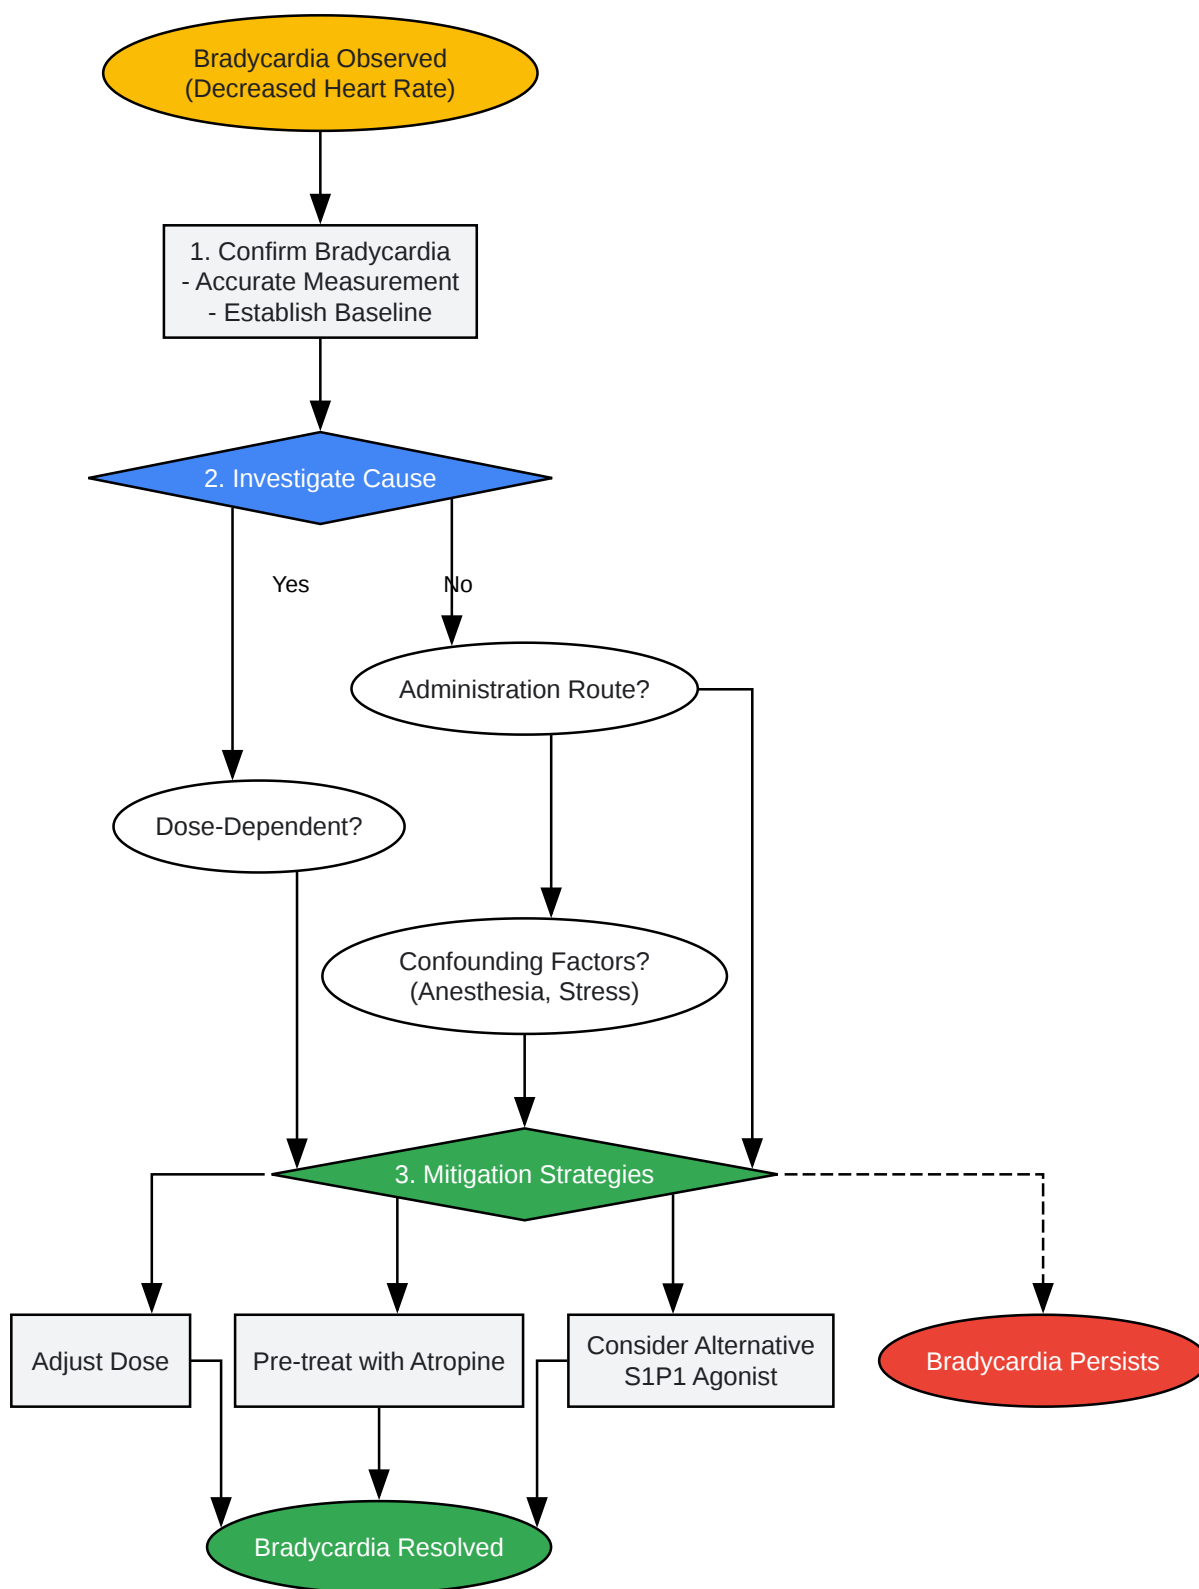 Bradycardia Observed
(Decreased Heart Rate)
1. Confirm Bradycardia
- Accurate Measurement
- Establish Baseline
2. Investigate Cause
Yes
No
Administration Route?
Dose-Dependent?
Confounding Factors?
(Anesthesia, Stress)
3. Mitigation Strategies
Adjust Dose
Pre-treat with Atropine
Consider Alternative
S1P1 Agonist
Bradycardia Persists
Bradycardia Resolved